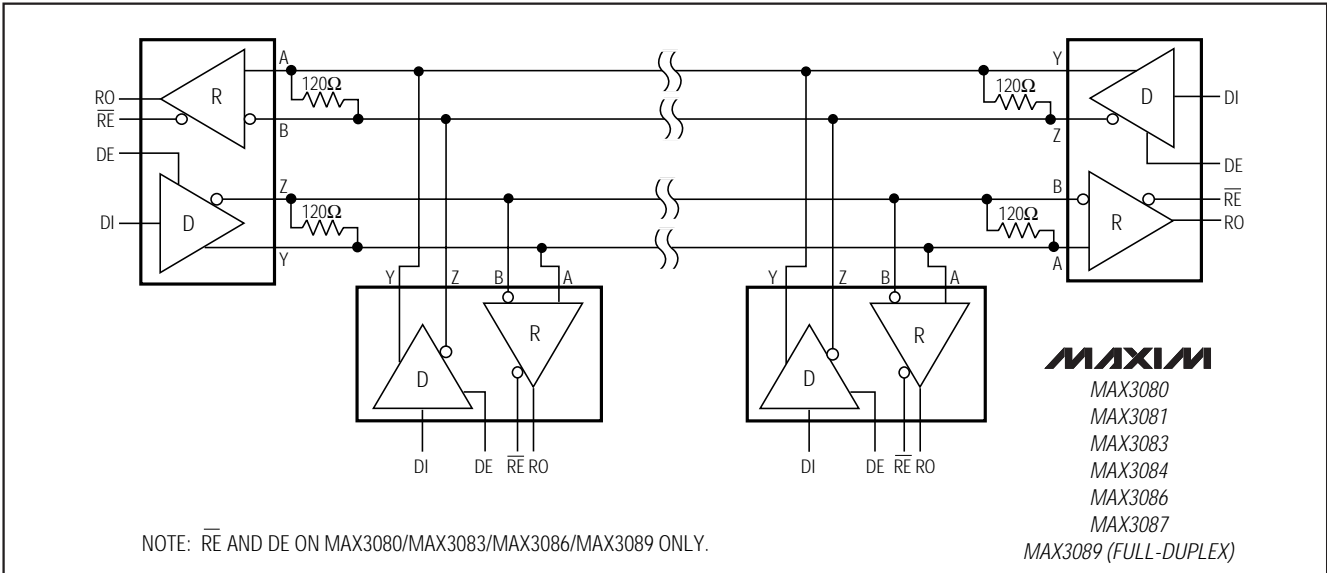 A
120Ω
R
RO
RE
B
DE
Z
120Ω
DI
D
Y
Y
120Ω
D
DI
Z
DE
B
RE
120Ω
R
RO
A
Y Z B A
R
D
DI DE RE RO
Y Z B A
R
D
DI DE RE RO
MAXIM
MAX3080
MAX3081
MAX3083
MAX3084
MAX3086
MAX3087
MAX3089 (FULL-DUPLEX)
NOTE: RE AND DE ON MAX3080/MAX3083/MAX3086/MAX3089 ONLY.